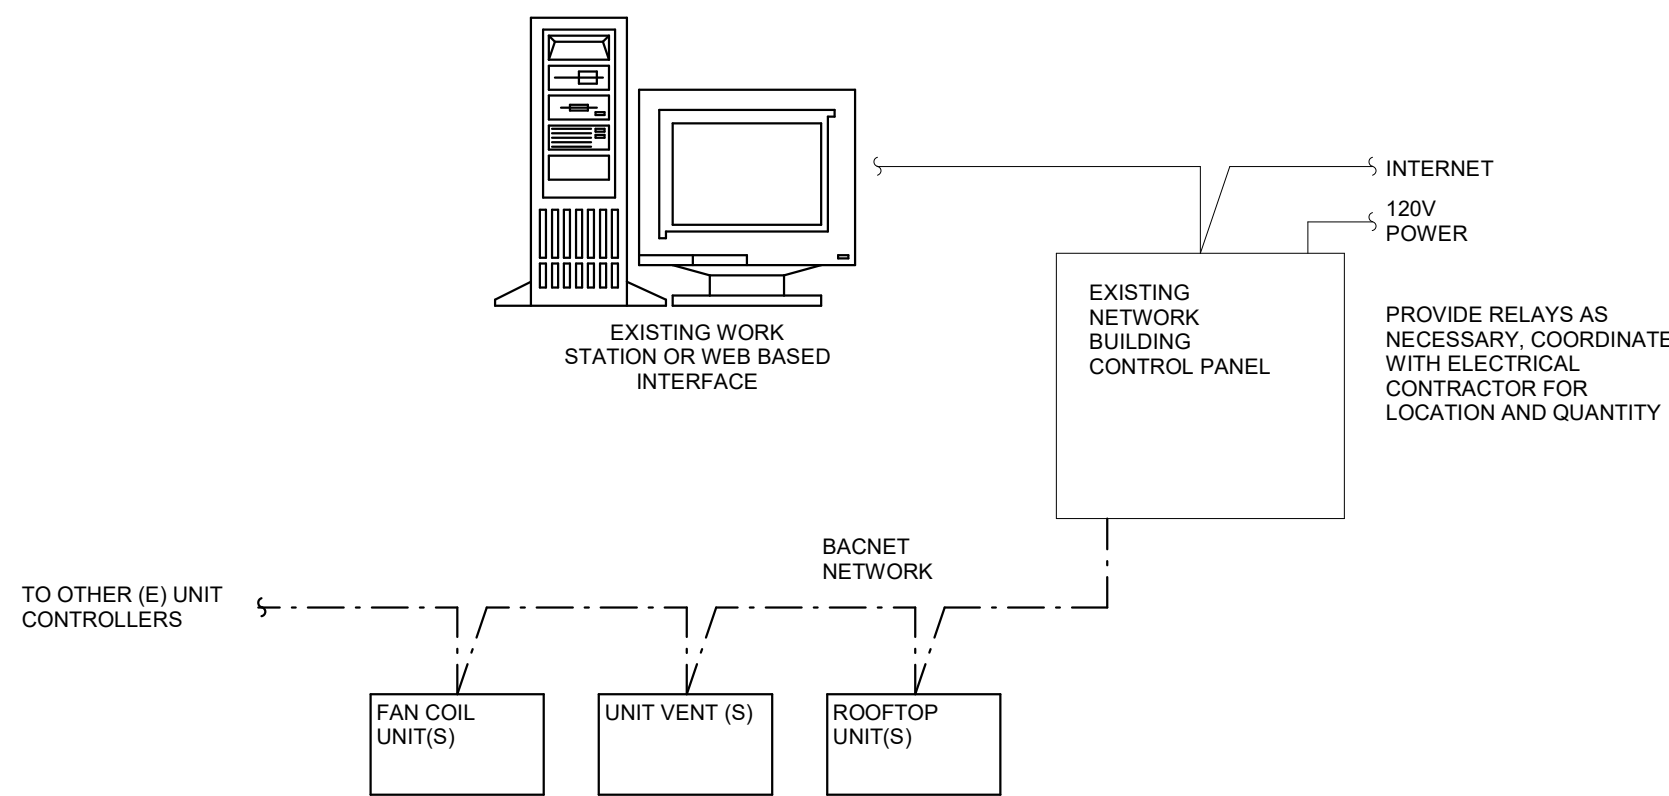 INTERNET
120V
POWER
EXISTING
NETWORK
BUILDING
CONTROL PANEL
PROVIDE RELAYS AS
NECESSARY, COORDINATE
WITH ELECTRICAL
CONTRACTOR FOR
LOCATION AND QUANTITY
EXISTING WORK
STATION OR WEB BASED
INTERFACE
BACNET
NETWORK
TO OTHER (E) UNIT
CONTROLLERS
FAN COIL
UNIT(S)
UNIT VENT (S)
ROOFTOP
UNIT(S)